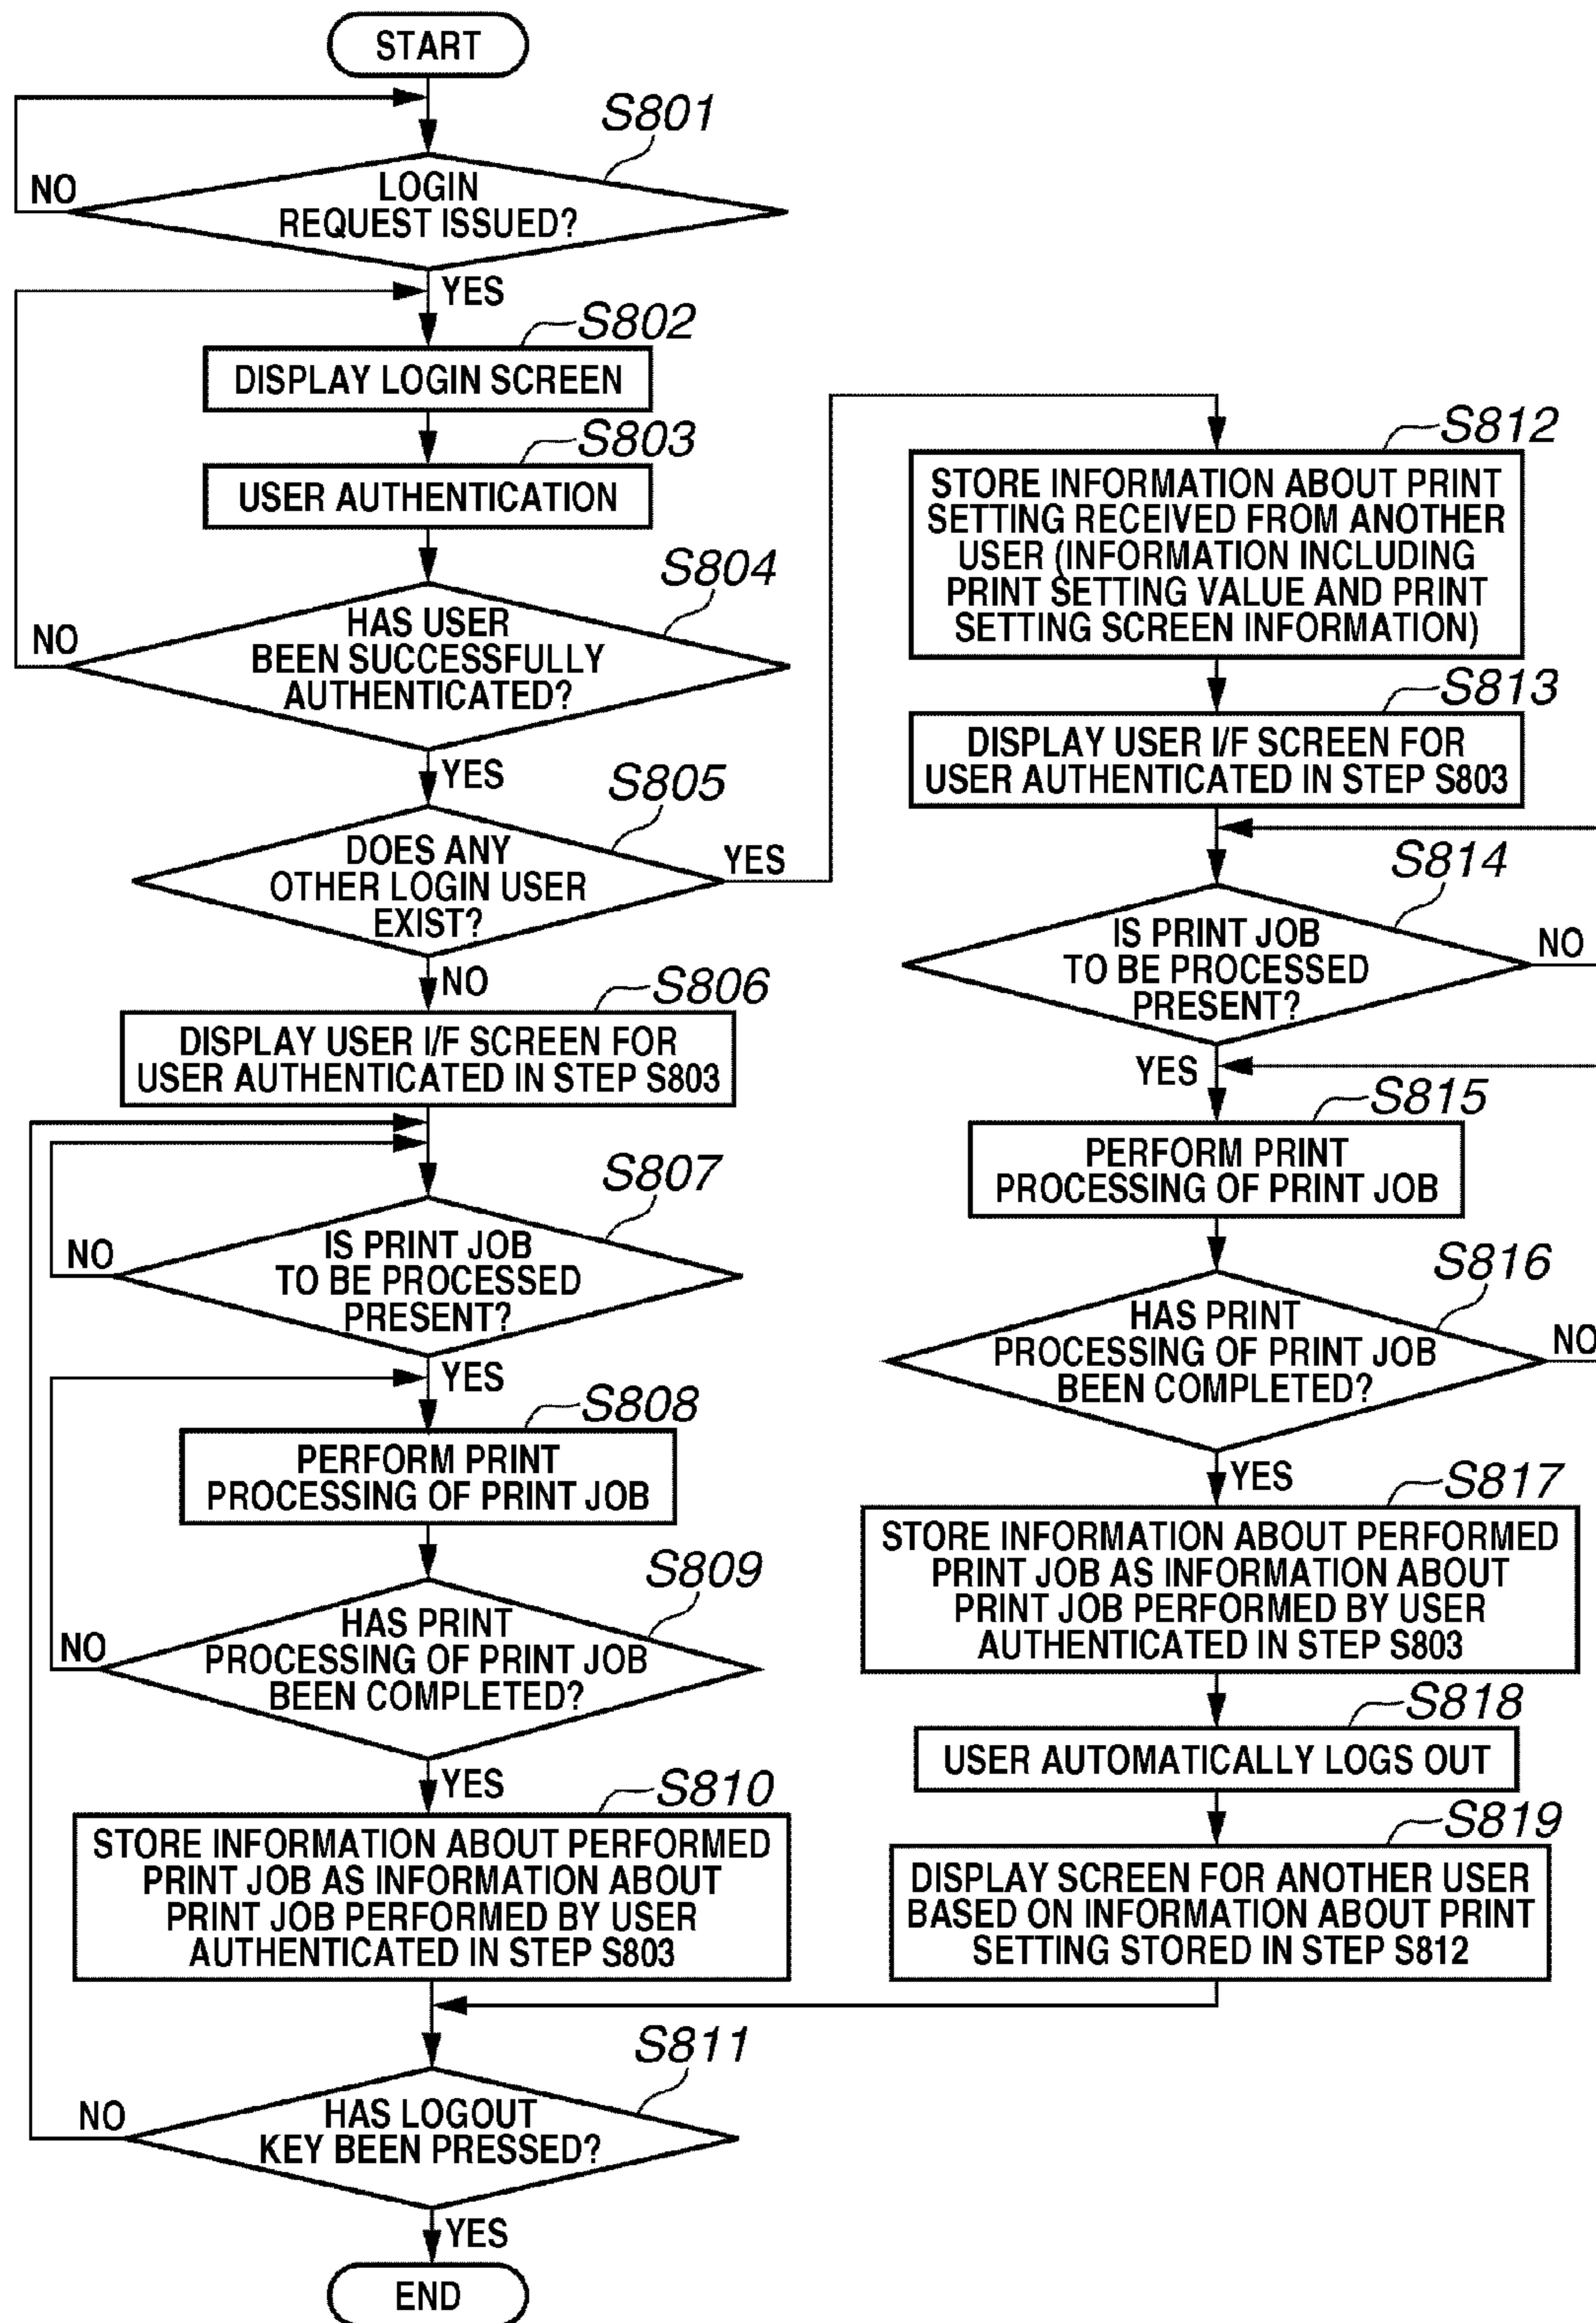 START
S801
NO
LOGIN
REQUEST ISSUED?
YES
S802
DISPLAY LOGIN SCREEN
S803
USER AUTHENTICATION
S804
NO
HAS USER
BEEN SUCCESSFULLY
AUTHENTICATED?
YES
S805
DOES ANY
OTHER LOGIN USER
EXIST?
YES
NO
S806
DISPLAY USER I/F SCREEN FOR
USER AUTHENTICATED IN STEP S803
S807
NO
IS PRINT JOB
TO BE PROCESSED
PRESENT?
YES
S808
PERFORM PRINT
PROCESSING OF PRINT JOB
S809
NO
HAS PRINT
PROCESSING OF PRINT JOB
BEEN COMPLETED?
YES
S810
STORE INFORMATION ABOUT PERFORMED
PRINT JOB AS INFORMATION ABOUT
PRINT JOB PERFORMED BY USER
AUTHENTICATED IN STEP S803
S811
NO
HAS LOGOUT
KEY BEEN PRESSED?
YES
END
S812
STORE INFORMATION ABOUT PRINT
SETTING RECEIVED FROM ANOTHER
USER (INFORMATION INCLUDING
PRINT SETTING VALUE AND PRINT
SETTING SCREEN INFORMATION)
S813
DISPLAY USER I/F SCREEN FOR
USER AUTHENTICATED IN STEP S803
S814
IS PRINT JOB
TO BE PROCESSED
PRESENT?
NO
YES
S815
PERFORM PRINT
PROCESSING OF PRINT JOB
S816
HAS PRINT
PROCESSING OF PRINT JOB
BEEN COMPLETED?
NO
YES
S817
STORE INFORMATION ABOUT PERFORMED
PRINT JOB AS INFORMATION ABOUT
PRINT JOB PERFORMED BY USER
AUTHENTICATED IN STEP S803
S818
USER AUTOMATICALLY LOGS OUT
S819
DISPLAY SCREEN FOR ANOTHER USER
BASED ON INFORMATION ABOUT PRINT
SETTING STORED IN STEP S812